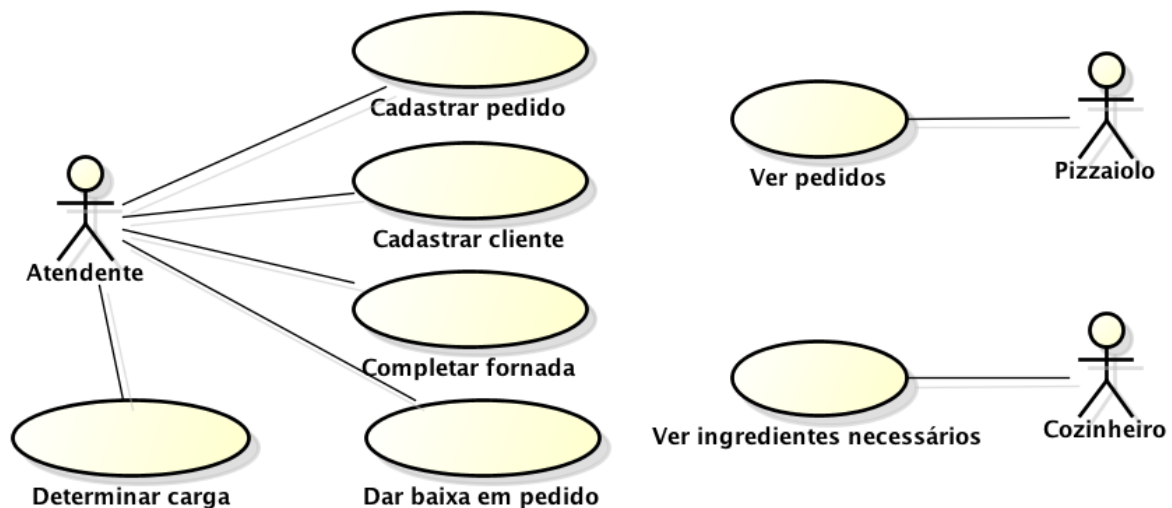 Cadastrar pedido
Cadastrar cliente
Atendente
Completar fornada
Determinar carga
Dar baixa em pedido
Ver pedidos
Pizzaiolo
Ver ingredientes necessários
Cozinheiro